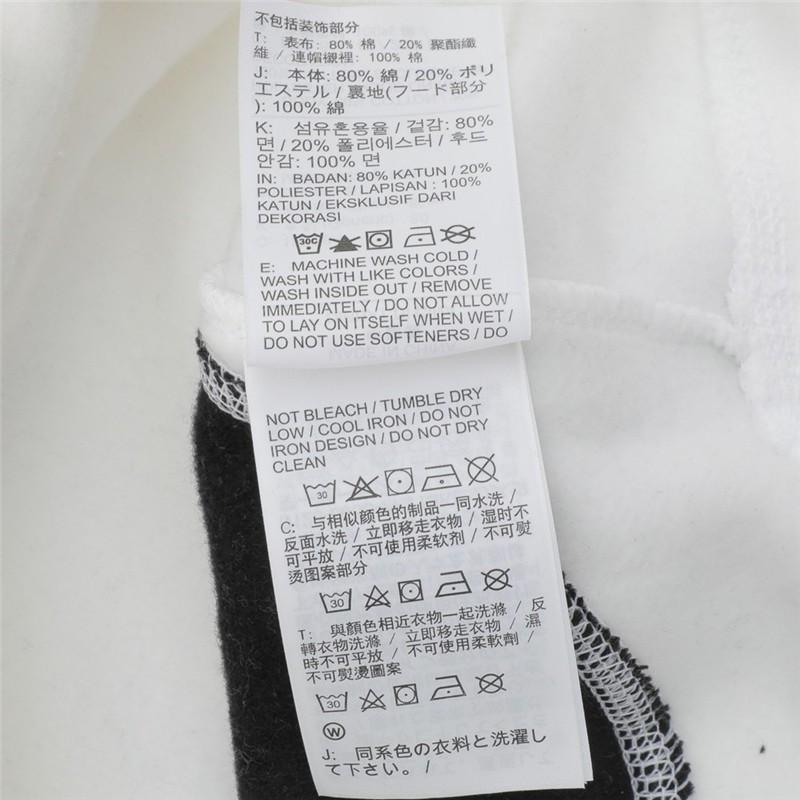 不包括装饰部分
T: 表布: 80% 棉 / 20% 聚酯纖
維 / 連帽襯裡: 100% 棉
J: 本体: 80% 綿 / 20% ポリ
エステル / 裏地(フード部分
): 100% 綿
K: 섬유혼용율 / 겉감: 80%
면 / 20% 폴리에스터 / 후드
안감: 100% 면
IN: BADAN: 80% KATUN / 20%
POLIESTER / LAPISAN : 100%
KATUN / EKSKLUSIF DARI
DEKORASI
30C
E: MACHINE WASH COLD /
WASH WITH LIKE COLORS /
WASH INSIDE OUT / REMOVE
IMMEDIATELY / DO NOT ALLOW
TO LAY ON ITSELF WHEN WET /
DO NOT USE SOFTENERS / DO
MADE IN CHINA
NOT BLEACH / TUMBLE DRY
LOW / COOL IRON / DO NOT
IRON DESIGN / DO NOT DRY
CLEAN
30
C: 与相似颜色的制品一同水洗 /
反面水洗 / 立即移走衣物 / 湿时不
可平放 / 不可使用柔软剂 / 不可熨
烫图案部分
30
T: 與顏色相近衣物一起洗滌 / 反
轉衣物洗滌 / 立即移走衣物 / 濕
時不可平放 / 不可使用柔軟劑 /
不可熨燙圖案
30
W
J: 同系色の衣料と洗濯し
て下さい。 /